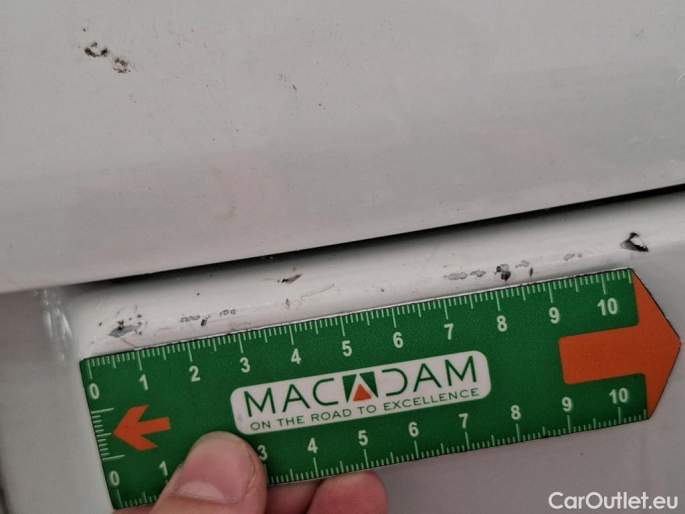 0 1 2 3 4 5 6 7 8 9 10
MACADAM
ON THE ROAD TO EXCELLENCE
0 1 3 4 5 6 7 8 9 10
CarOutlet.eu